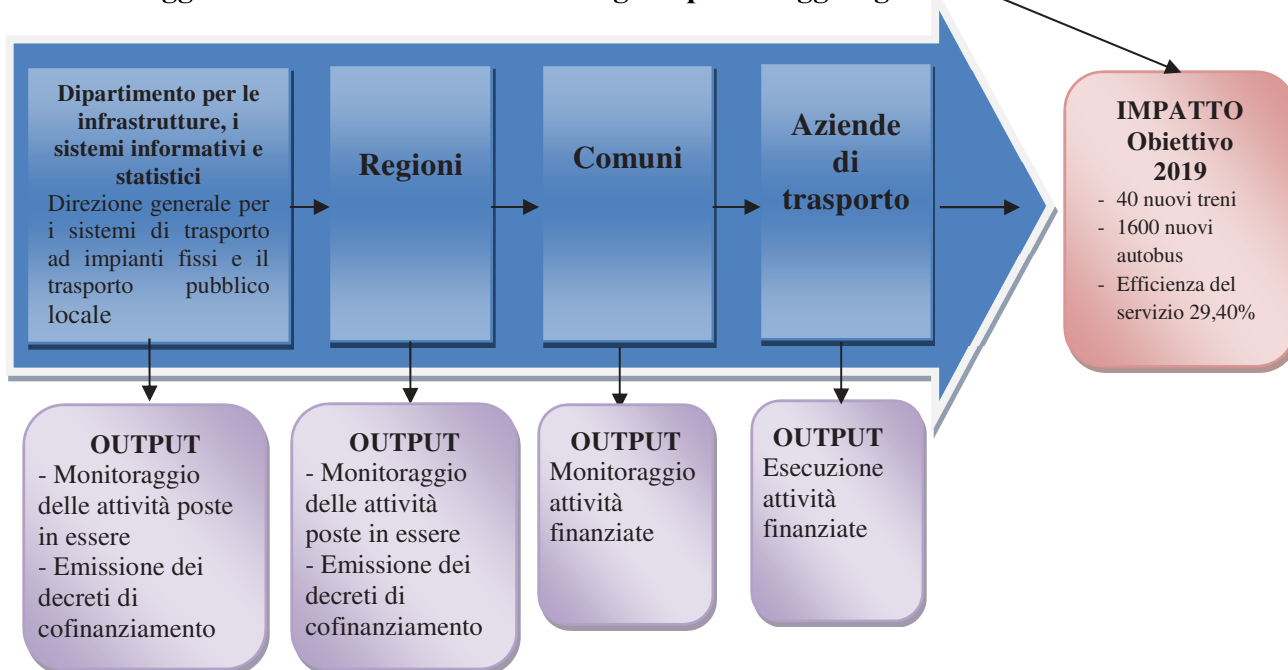 Dipartimento per le
infrastrutture, i
sistemi informativi e
statistici
Direzione generale per
i sistemi di trasporto
ad impianti fissi e il
trasporto pubblico
locale
Regioni
Comuni
Aziende
di
trasporto
IMPATTO
Obiettivo
2019
- 40 nuovi treni
- 1600 nuovi
autobus
- Efficienza del
servizio 29,40%
OUTPUT
- Monitoraggio
delle attività poste
in essere
- Emissione dei
decreti di
cofinanziamento
OUTPUT
- Monitoraggio
delle attività
poste in essere
- Emissione dei
decreti di
cofinanziamento
OUTPUT
Monitoraggio
attività
finanziate
OUTPUT
Esecuzione
attività
finanziate